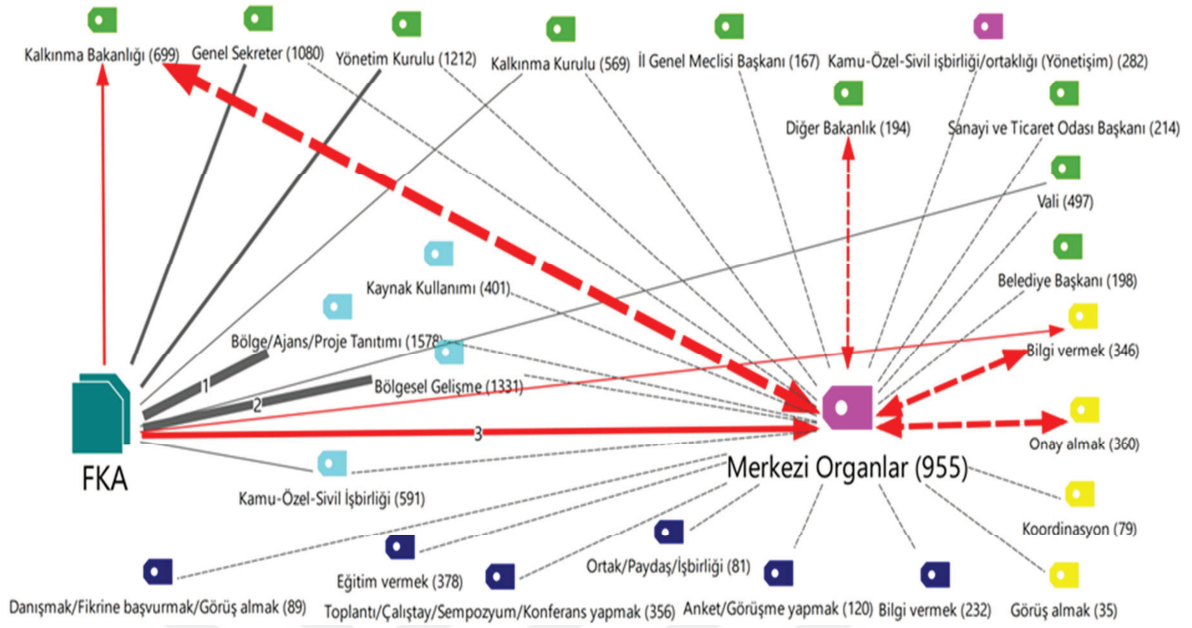 Kalkınma Bakanlığı (699)
Genel Sekreter (1080)
Yönetim Kurulu (1212)
Kalkınma Kurulu (569)
İl Genel Meclisi Başkanı (167)
Kamu-Özel-Sivil işbirliği/ortaklığı (Yönetişim) (282)
Diğer Bakanlık (194)
Sanayi ve Ticaret Odası Başkanı (214)
Vali (497)
Kaynak Kullanımı (401)
Belediye Başkanı (198)
Bölge/Ajans/Proje Tanıtımı (1578)
Bilgi vermek (346)
1
Bölgesel Gelişme (1331)
2
3
Onay almak (360)
FKA
Merkezi Organlar (955)
Kamu-Özel-Sivil İşbirliği (591)
Koordinasyon (79)
Ortak/Paydaş/İşbirliği (81)
Eğitim vermek (378)
Danışmak/Fikrine başvurmak/Görüş almak (89)
Toplantı/Çalıştay/Sempozyum/Konferans yapmak (356)
Anket/Görüşme yapmak (120)
Bilgi vermek (232)
Görüş almak (35)